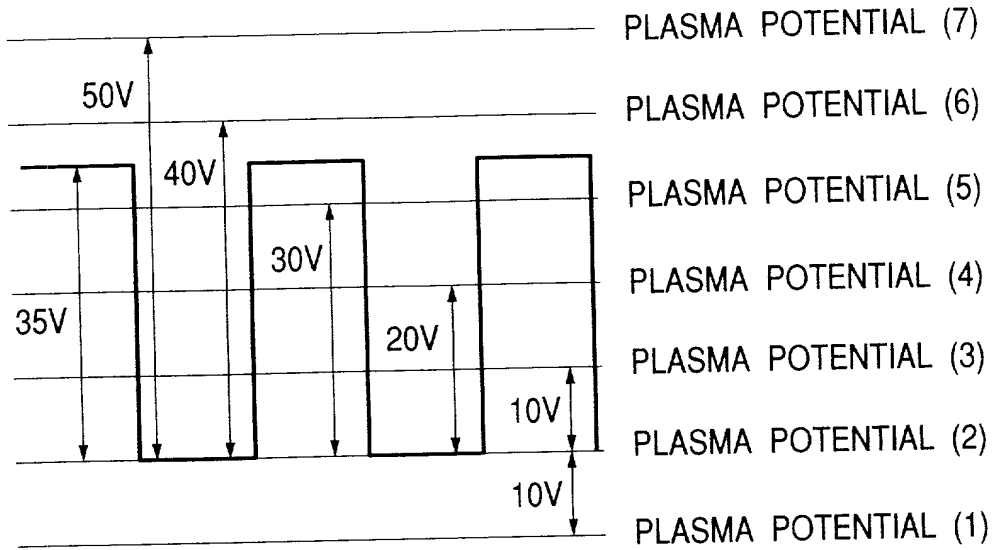 PLASMA POTENTIAL (7)
50V
PLASMA POTENTIAL (6)
40V
PLASMA POTENTIAL (5)
30V
PLASMA POTENTIAL (4)
35V
20V
PLASMA POTENTIAL (3)
10V
PLASMA POTENTIAL (2)
10V
PLASMA POTENTIAL (1)